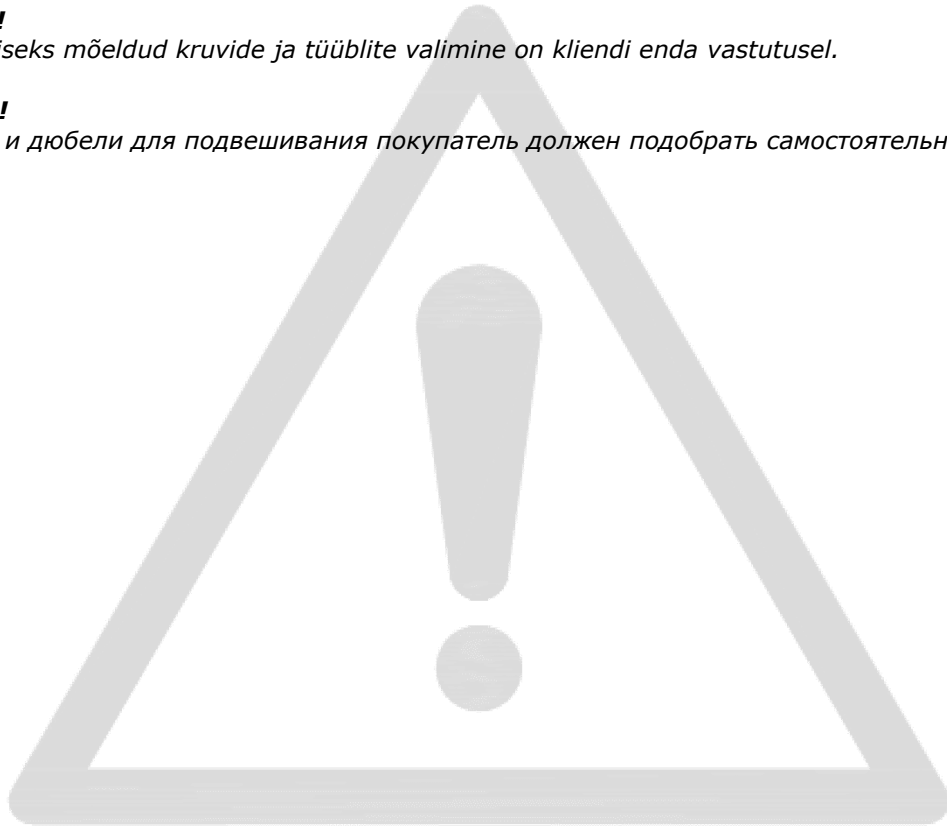 !
iseks mõeldud kruvide ja tüüblite valimine on kliendi enda vastutusel.
!
и дюбели для подвешивания покупатель должен подобрать самостоятельн